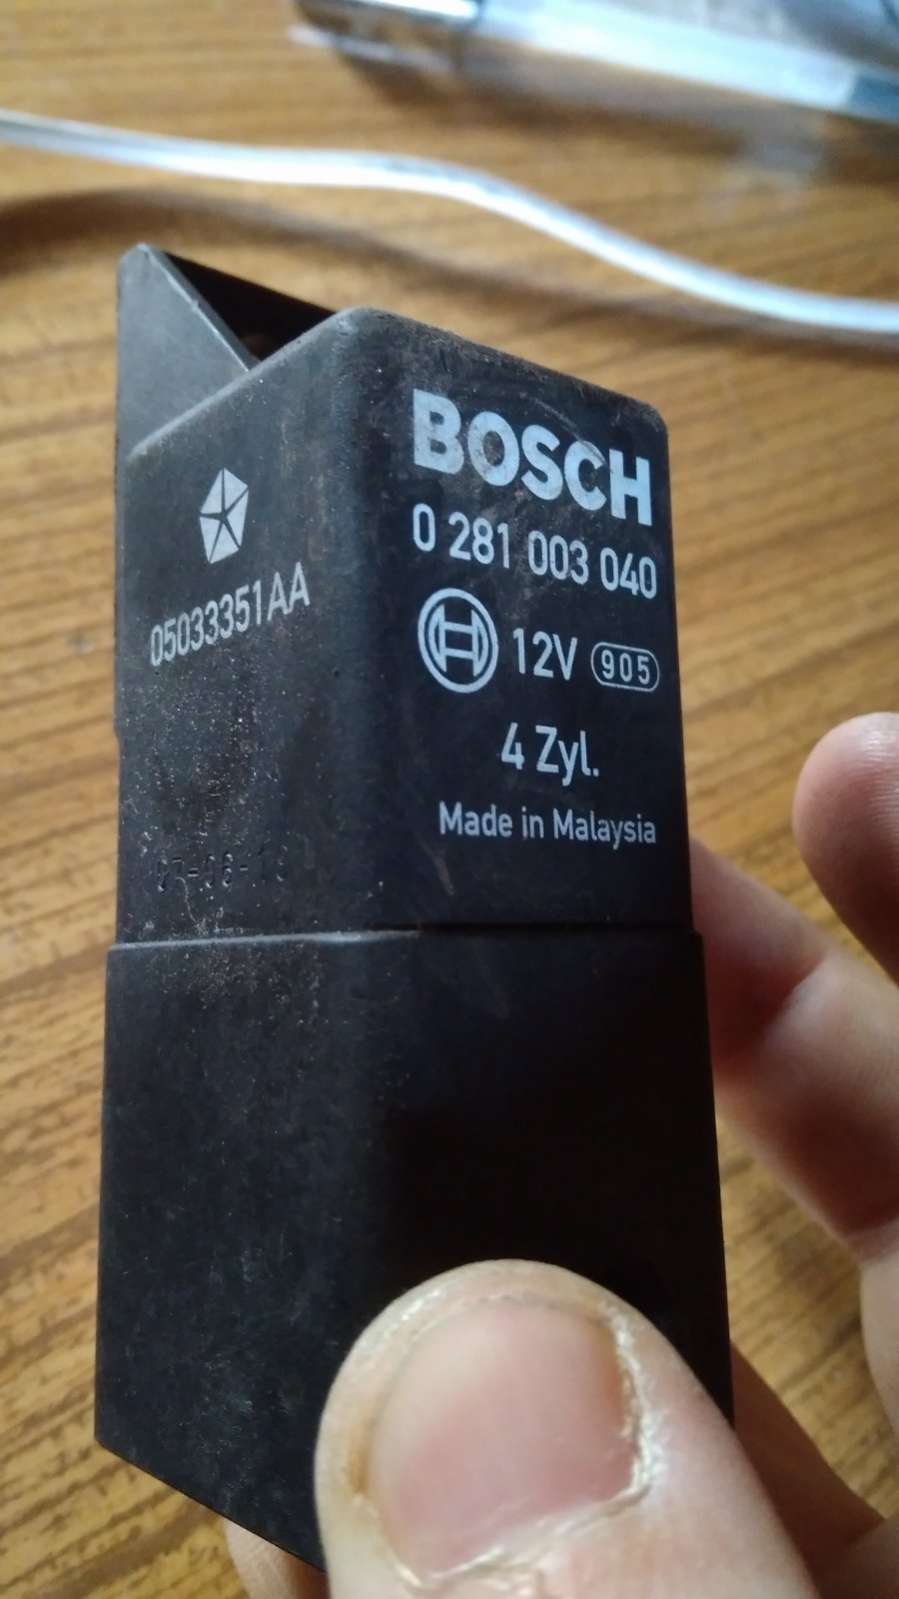 BOSCH
0 281 003 040
12V 905
4 Zyl.
Made in Malaysia
05033351AA